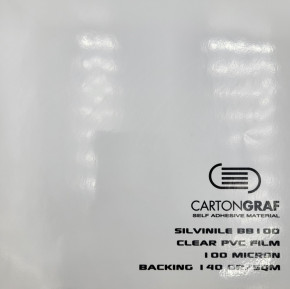 CARTONGRAF
SELF ADHESIVE MATERIAL
SILVINILE BB100
CLEAR PVC FILM
100 MICRON
BACKING 140 GR/SQM